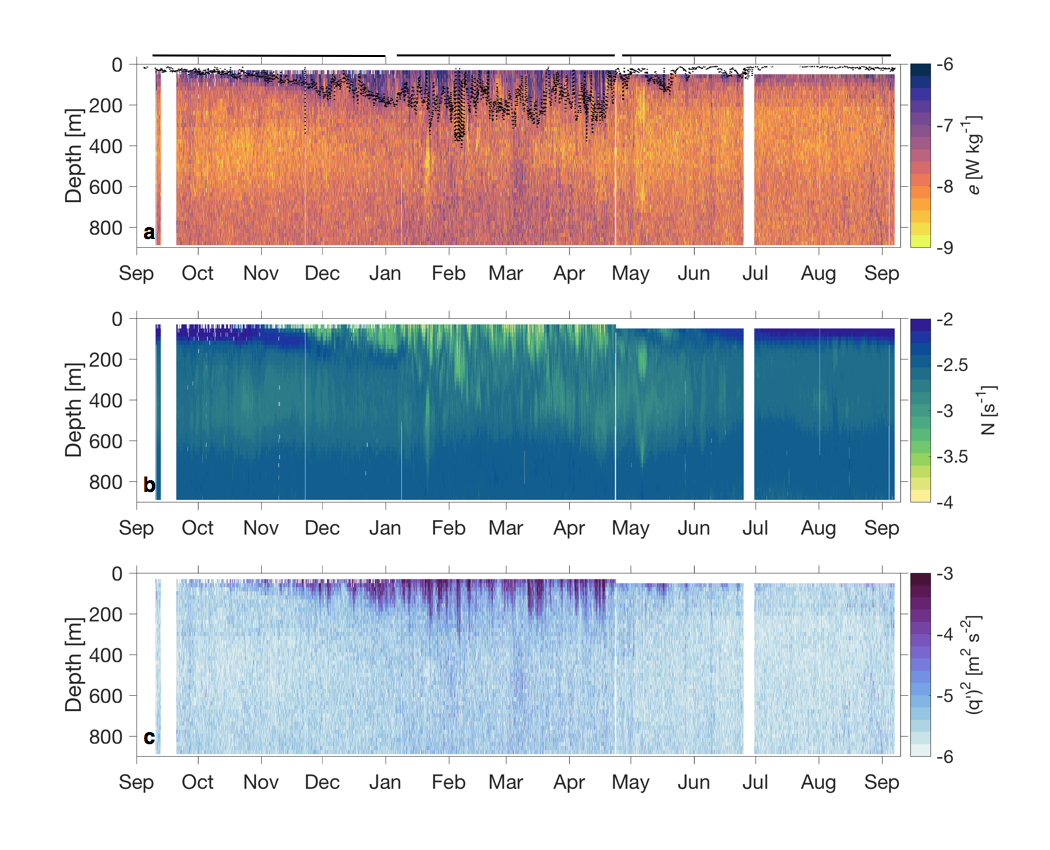 0
200
400
600
800
Depth [m]
a
Sep Oct Nov Dec Jan Feb Mar Apr May Jun Jul Aug Sep
-6
-7
-8
-9
e [W kg⁻¹]
0
200
400
600
800
Depth [m]
b
Sep Oct Nov Dec Jan Feb Mar Apr May Jun Jul Aug Sep
-2
-2.5
-3
-3.5
-4
N [s⁻¹]
0
200
400
600
800
Depth [m]
c
Sep Oct Nov Dec Jan Feb Mar Apr May Jun Jul Aug Sep
-3
-4
-5
-6
(q')² [m² s⁻²]